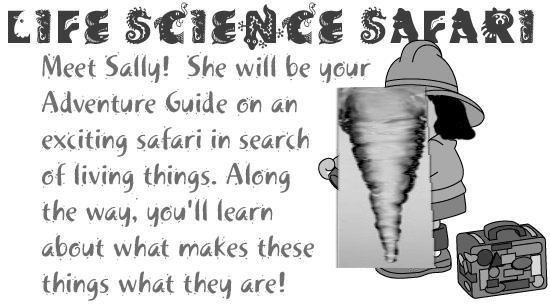 LIFE SCIENCE SAFARI
Meet Sally! She will be your
Adventure Guide on an
exciting safari in search
of living things. Along
the way, you'll learn
about what makes these
things what they are!